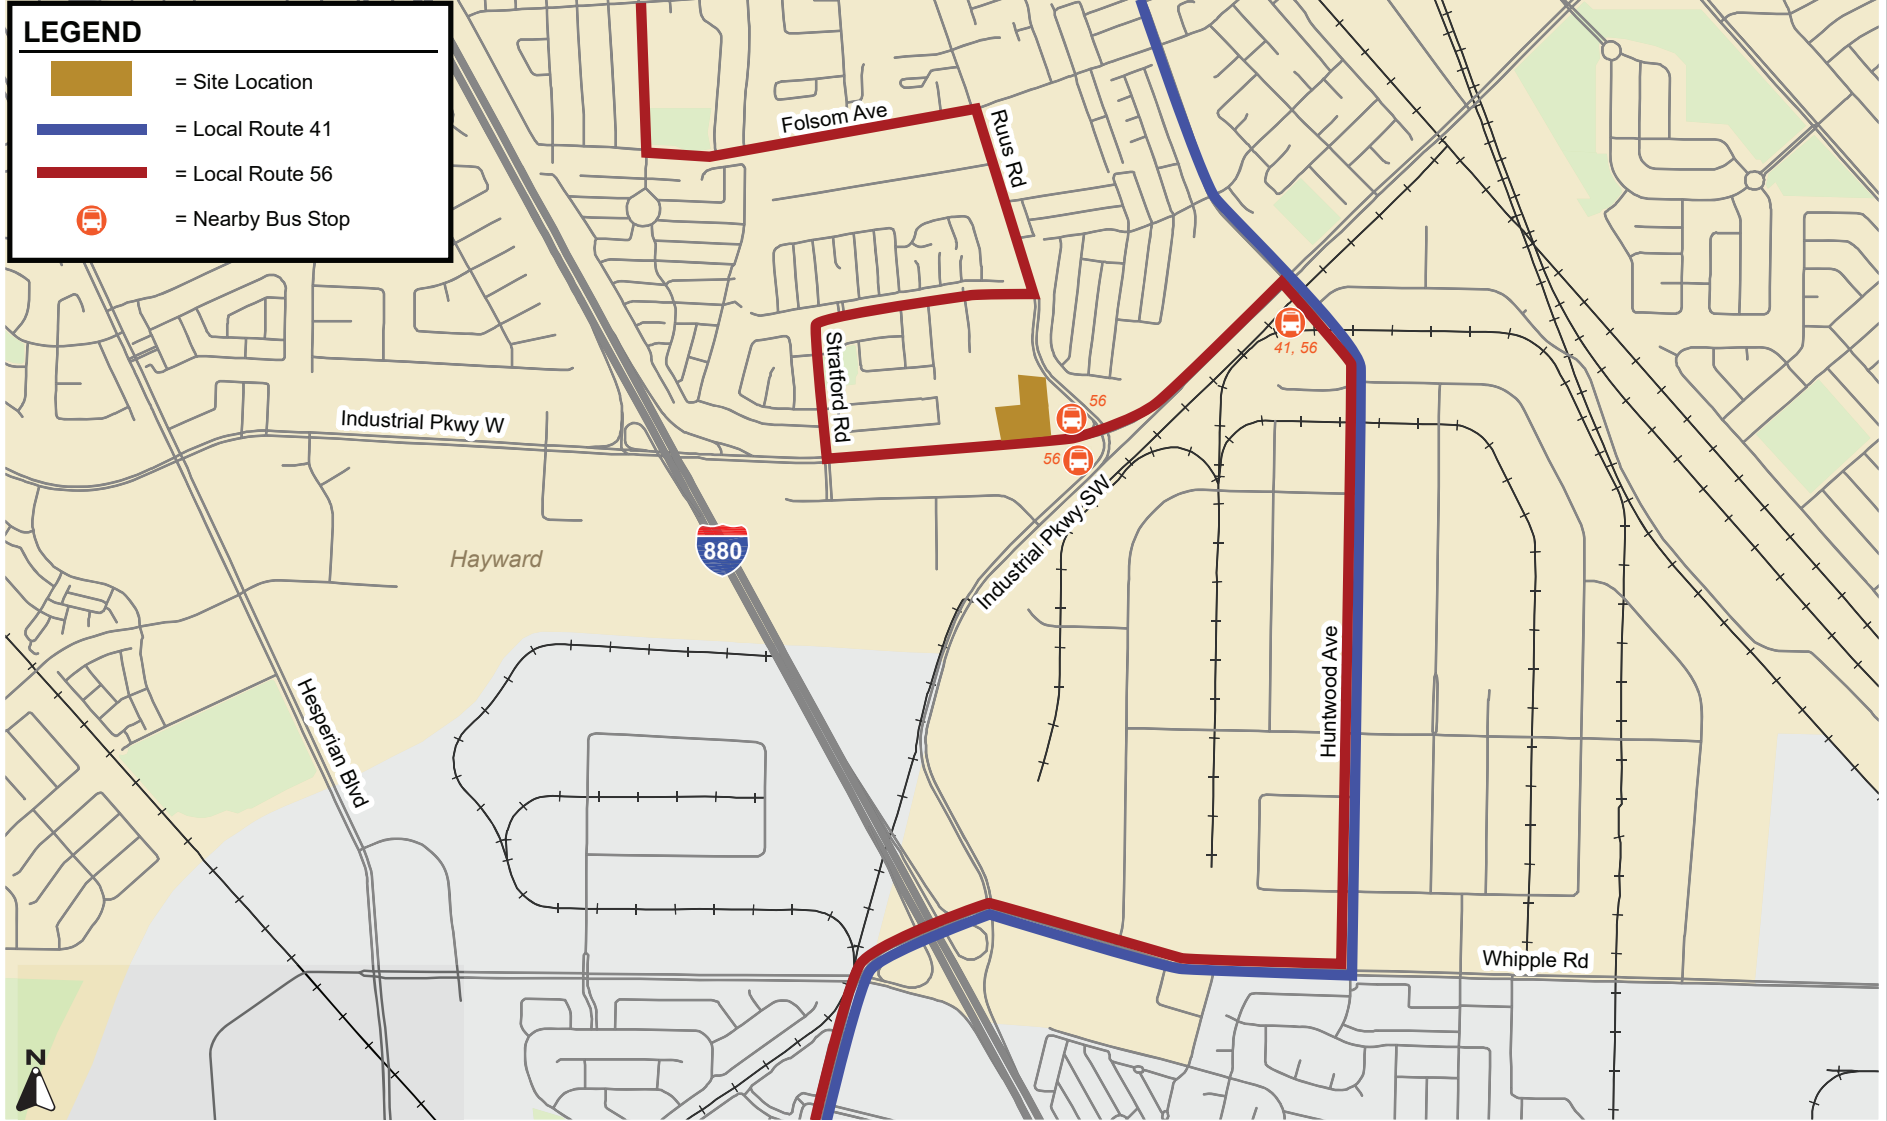 LEGEND
= Site Location
= Local Route 41
= Local Route 56
= Nearby Bus Stop
Folsom Ave
Ruus Rd
41, 56
Stratford Rd
56
Industrial Pkwy W
56
Industrial Pkwy SW
880
Hayward
Huntwood Ave
Hesperian Blvd
Whipple Rd
N